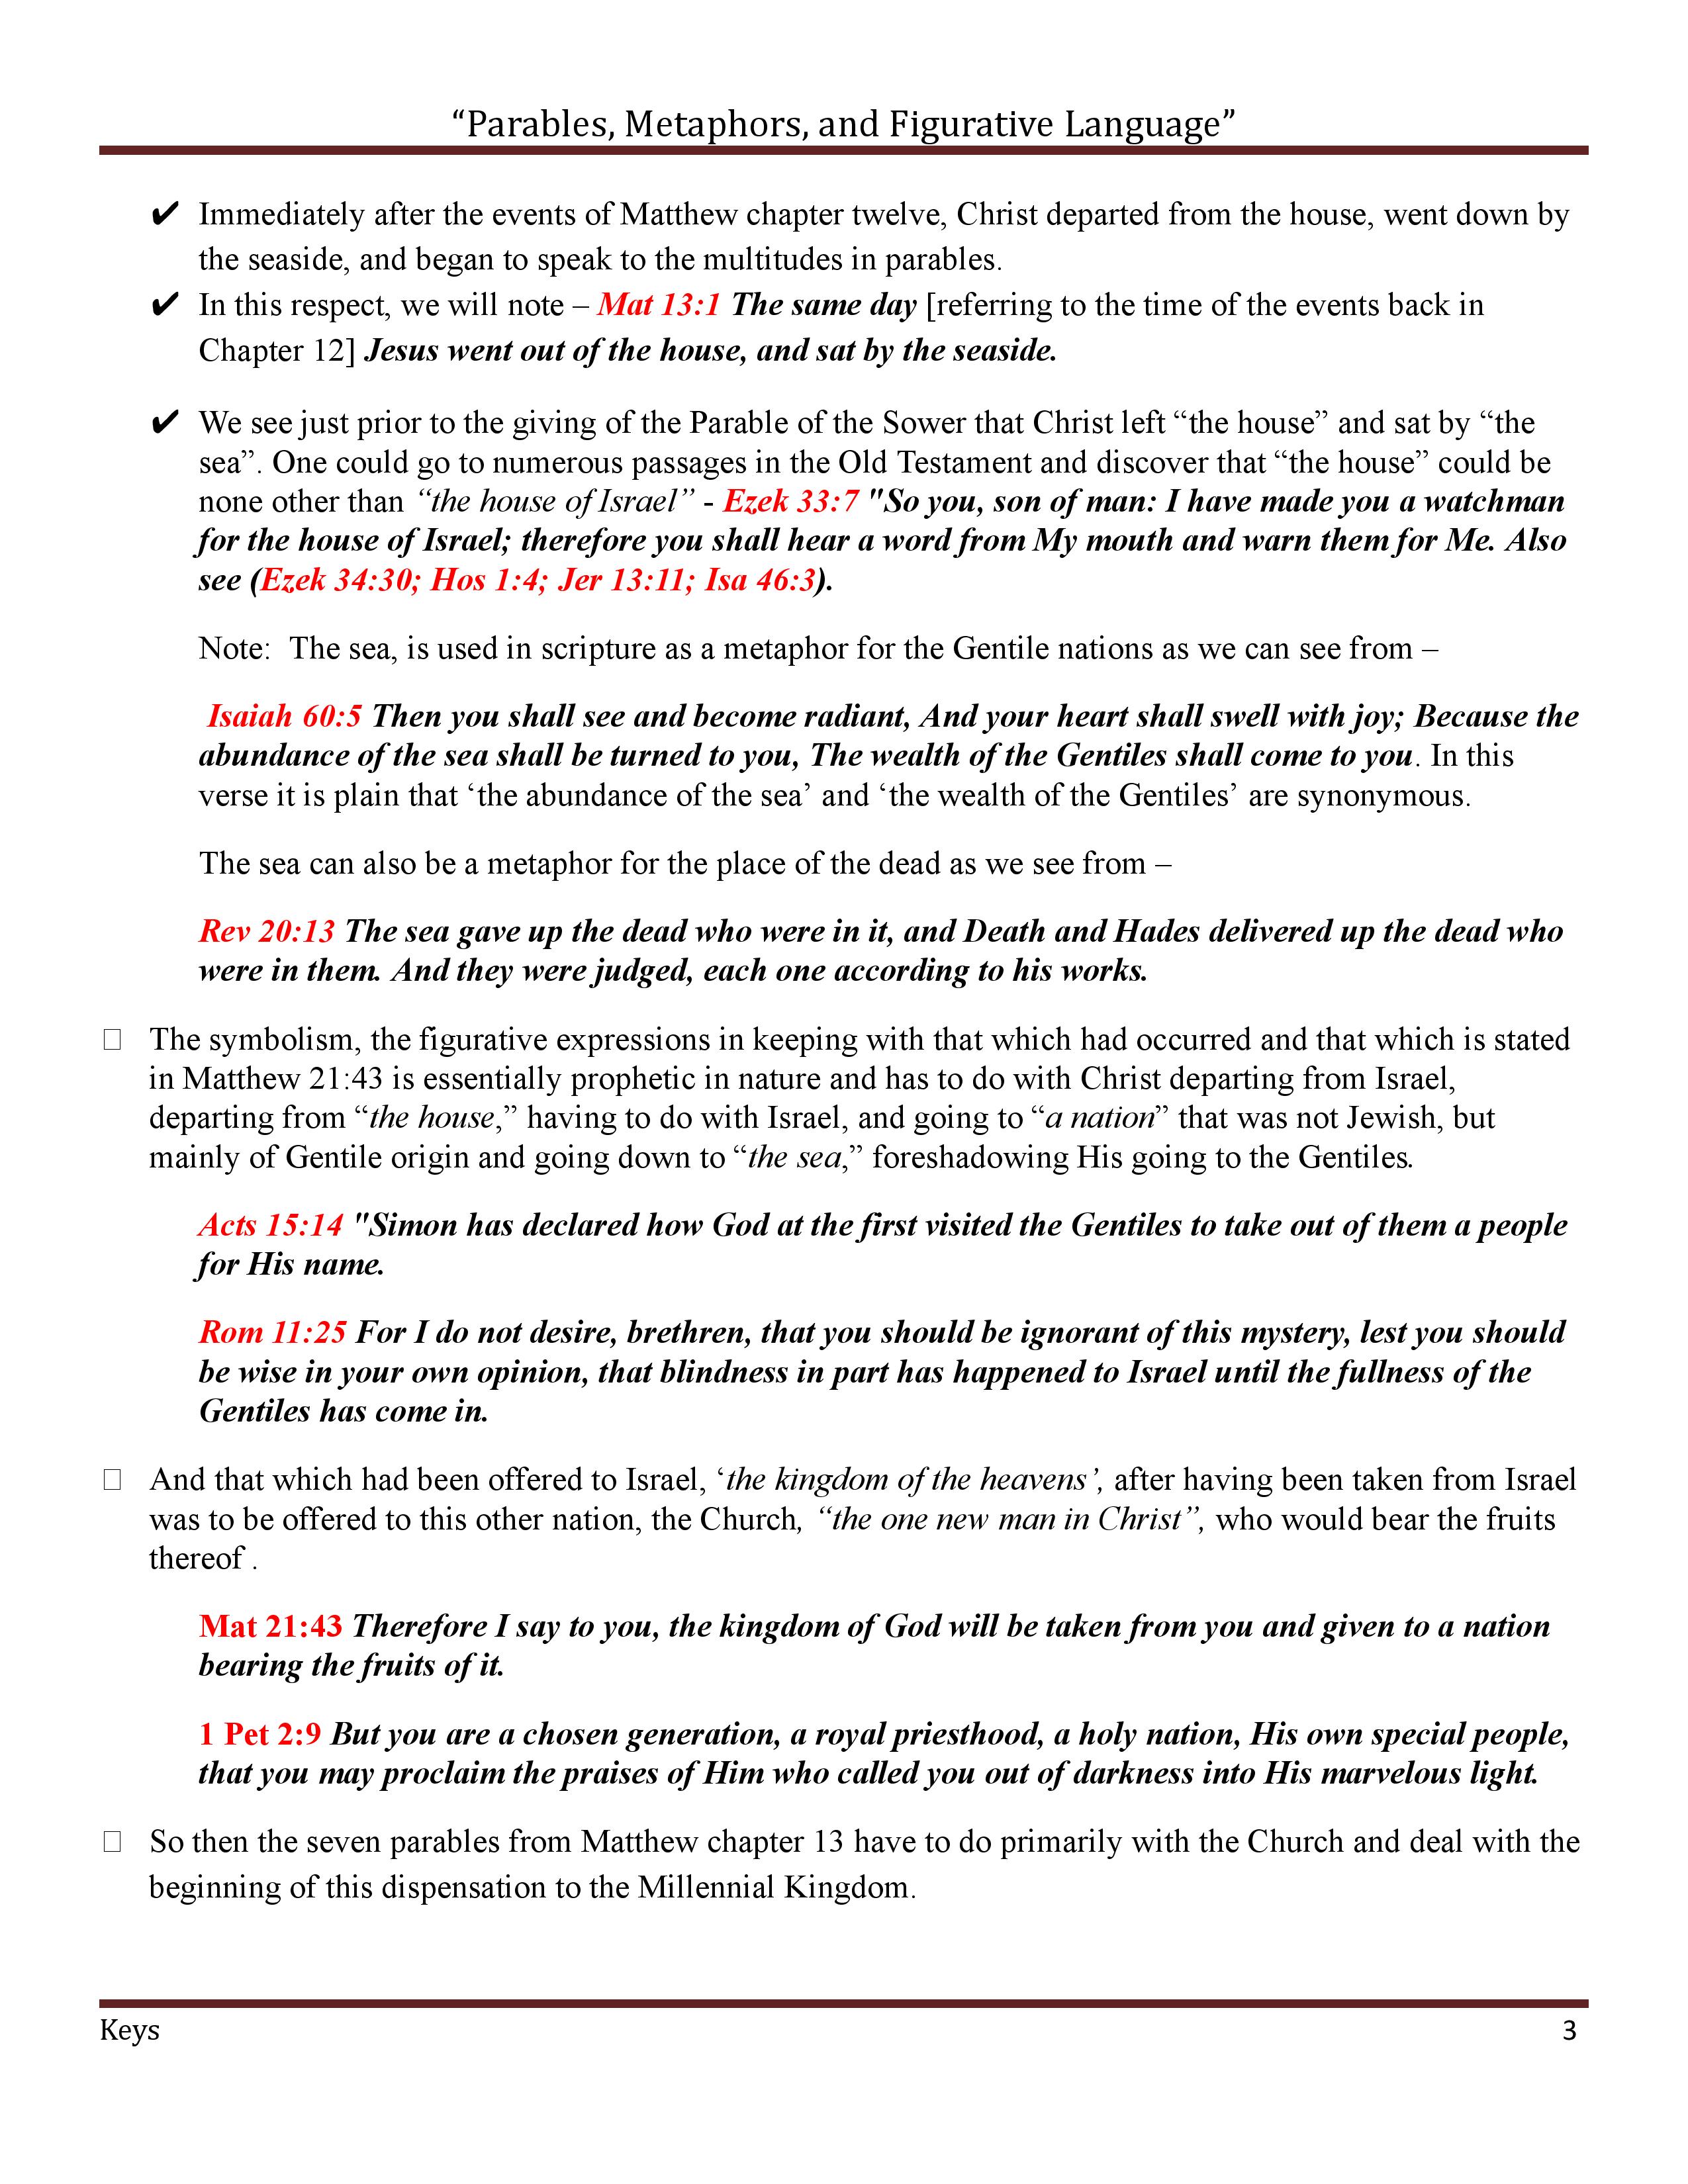 “Parables, Metaphors, and Figurative Language”
✔ Immediately after the events of Matthew chapter twelve, Christ departed from the house, went down by
the seaside, and began to speak to the multitudes in parables.
✔ In this respect, we will note – Mat 13:1 The same day [referring to the time of the events back in
Chapter 12] Jesus went out of the house, and sat by the seaside.
✔ We see just prior to the giving of the Parable of the Sower that Christ left “the house” and sat by “the
sea”. One could go to numerous passages in the Old Testament and discover that “the house” could be
none other than “the house of Israel” - Ezek 33:7 "So you, son of man: I have made you a watchman
for the house of Israel; therefore you shall hear a word from My mouth and warn them for Me. Also
see (Ezek 34:30; Hos 1:4; Jer 13:11; Isa 46:3).
Note:  The sea, is used in scripture as a metaphor for the Gentile nations as we can see from –
Isaiah 60:5 Then you shall see and become radiant, And your heart shall swell with joy; Because the
abundance of the sea shall be turned to you, The wealth of the Gentiles shall come to you. In this
verse it is plain that ‘the abundance of the sea’ and ‘the wealth of the Gentiles’ are synonymous.
The sea can also be a metaphor for the place of the dead as we see from –
Rev 20:13 The sea gave up the dead who were in it, and Death and Hades delivered up the dead who
were in them. And they were judged, each one according to his works.
□ The symbolism, the figurative expressions in keeping with that which had occurred and that which is stated
in Matthew 21:43 is essentially prophetic in nature and has to do with Christ departing from Israel,
departing from “the house,” having to do with Israel, and going to “a nation” that was not Jewish, but
mainly of Gentile origin and going down to “the sea,” foreshadowing His going to the Gentiles.
Acts 15:14 "Simon has declared how God at the first visited the Gentiles to take out of them a people
for His name.
Rom 11:25 For I do not desire, brethren, that you should be ignorant of this mystery, lest you should
be wise in your own opinion, that blindness in part has happened to Israel until the fullness of the
Gentiles has come in.
□ And that which had been offered to Israel, ‘the kingdom of the heavens’, after having been taken from Israel
was to be offered to this other nation, the Church, “the one new man in Christ”, who would bear the fruits
thereof .
Mat 21:43 Therefore I say to you, the kingdom of God will be taken from you and given to a nation
bearing the fruits of it.
1 Pet 2:9 But you are a chosen generation, a royal priesthood, a holy nation, His own special people,
that you may proclaim the praises of Him who called you out of darkness into His marvelous light.
□ So then the seven parables from Matthew chapter 13 have to do primarily with the Church and deal with the
beginning of this dispensation to the Millennial Kingdom.
Keys 3